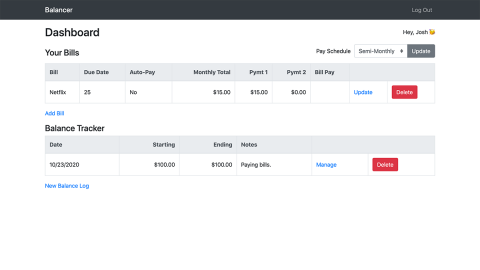 Balancer Log Out
Dashboard Hey, Josh 😘
Your Bills Pay Schedule Semi-Monthly Update
Bill Due Date Auto-Pay Monthly Total Pymt 1 Pymt 2 Bill Pay
Netflix 25 No $15.00 $15.00 $0.00 Update Delete
Add Bill
Balance Tracker
Date Starting Ending Notes
10/23/2020 $100.00 $100.00 Paying bills. Manage Delete
New Balance Log